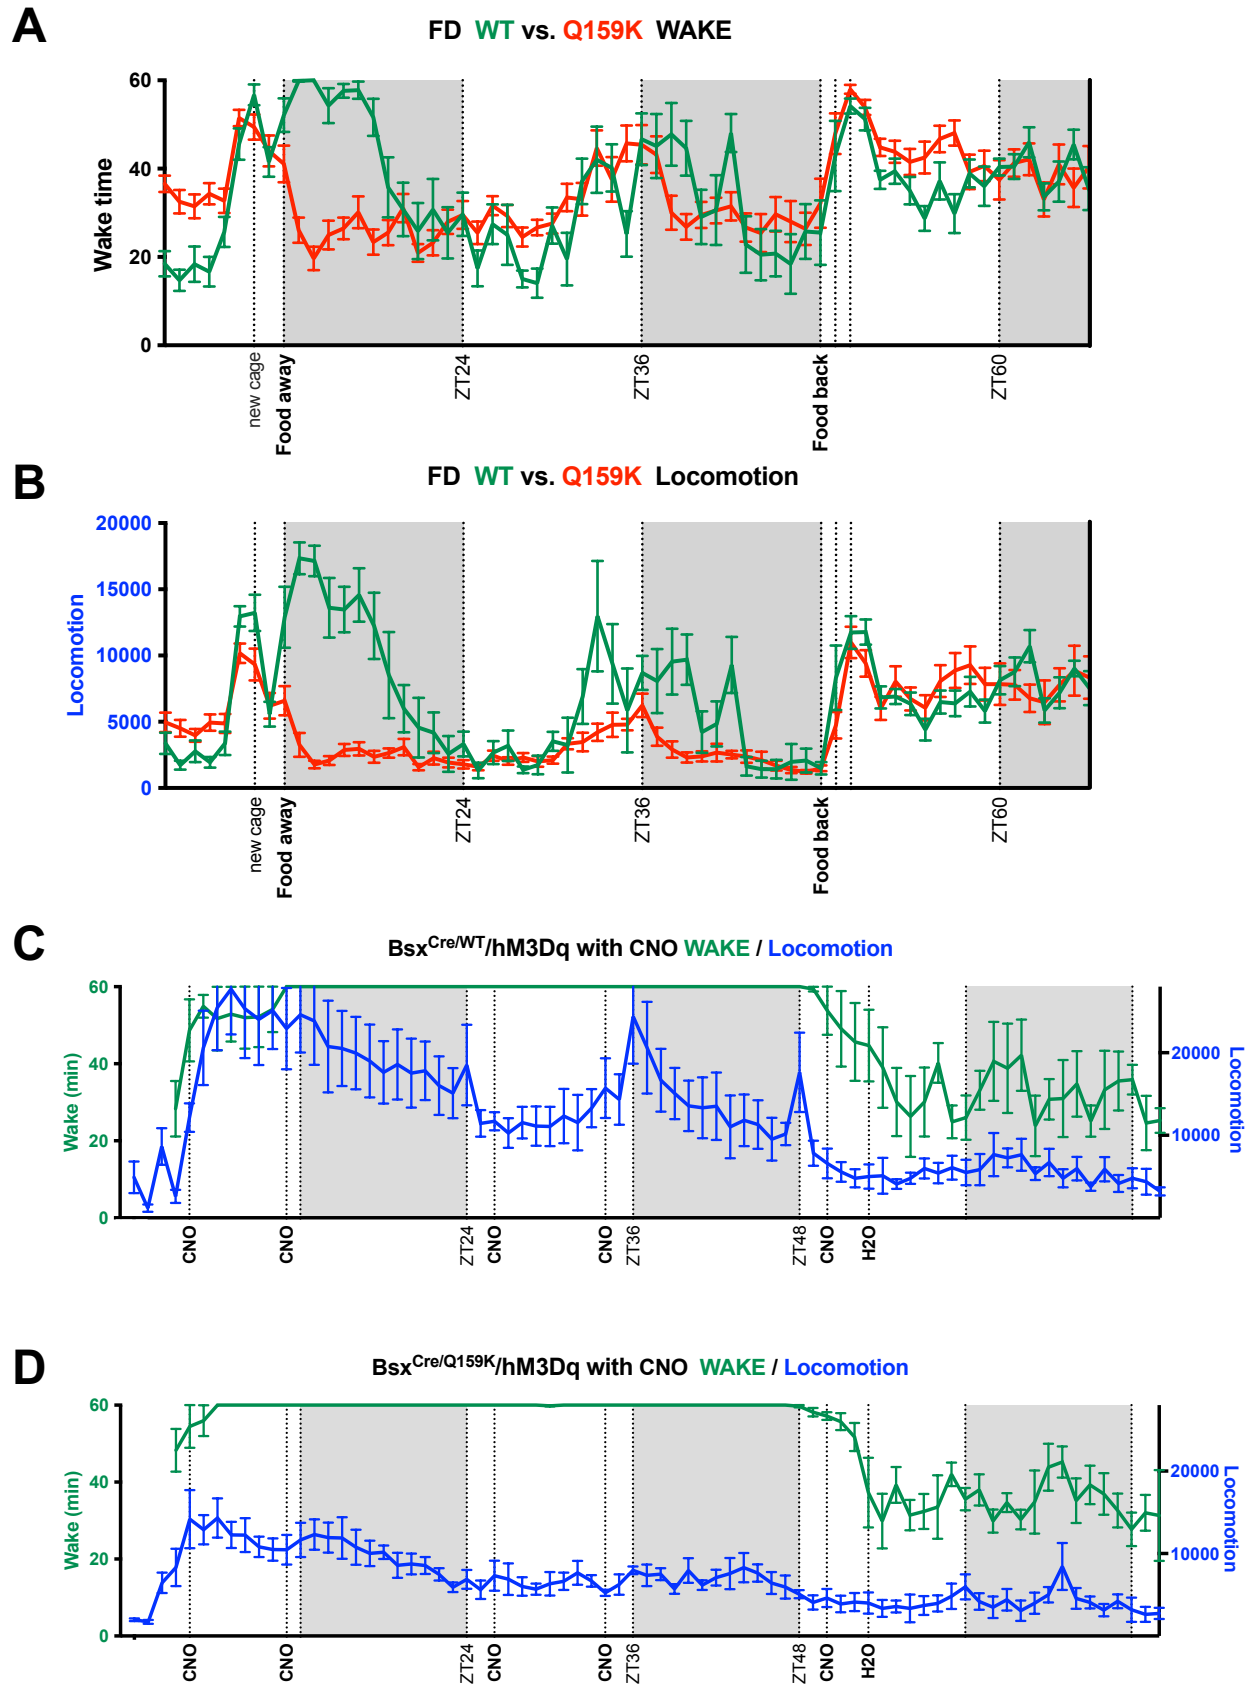 A
FD WT vs. Q159K WAKE
Wake time
60
40
20
0
new cage
Food away
ZT24
ZT36
Food back
ZT60
B
FD WT vs. Q159K Locomotion
Locomotion
20000
15000
10000
5000
0
new cage
Food away
ZT24
ZT36
Food back
ZT60
C
BsxCre/WT/hM3Dq with CNO WAKE / Locomotion
Wake (min)
60
40
20
0
20000
10000
Locomotion
CNO
CNO
ZT24
CNO
CNO
ZT36
ZT48
CNO
H2O
D
BsxCre/Q159K/hM3Dq with CNO WAKE / Locomotion
Wake (min)
60
40
20
0
20000
10000
Locomotion
CNO
CNO
ZT24
CNO
CNO
ZT36
ZT48
CNO
H2O